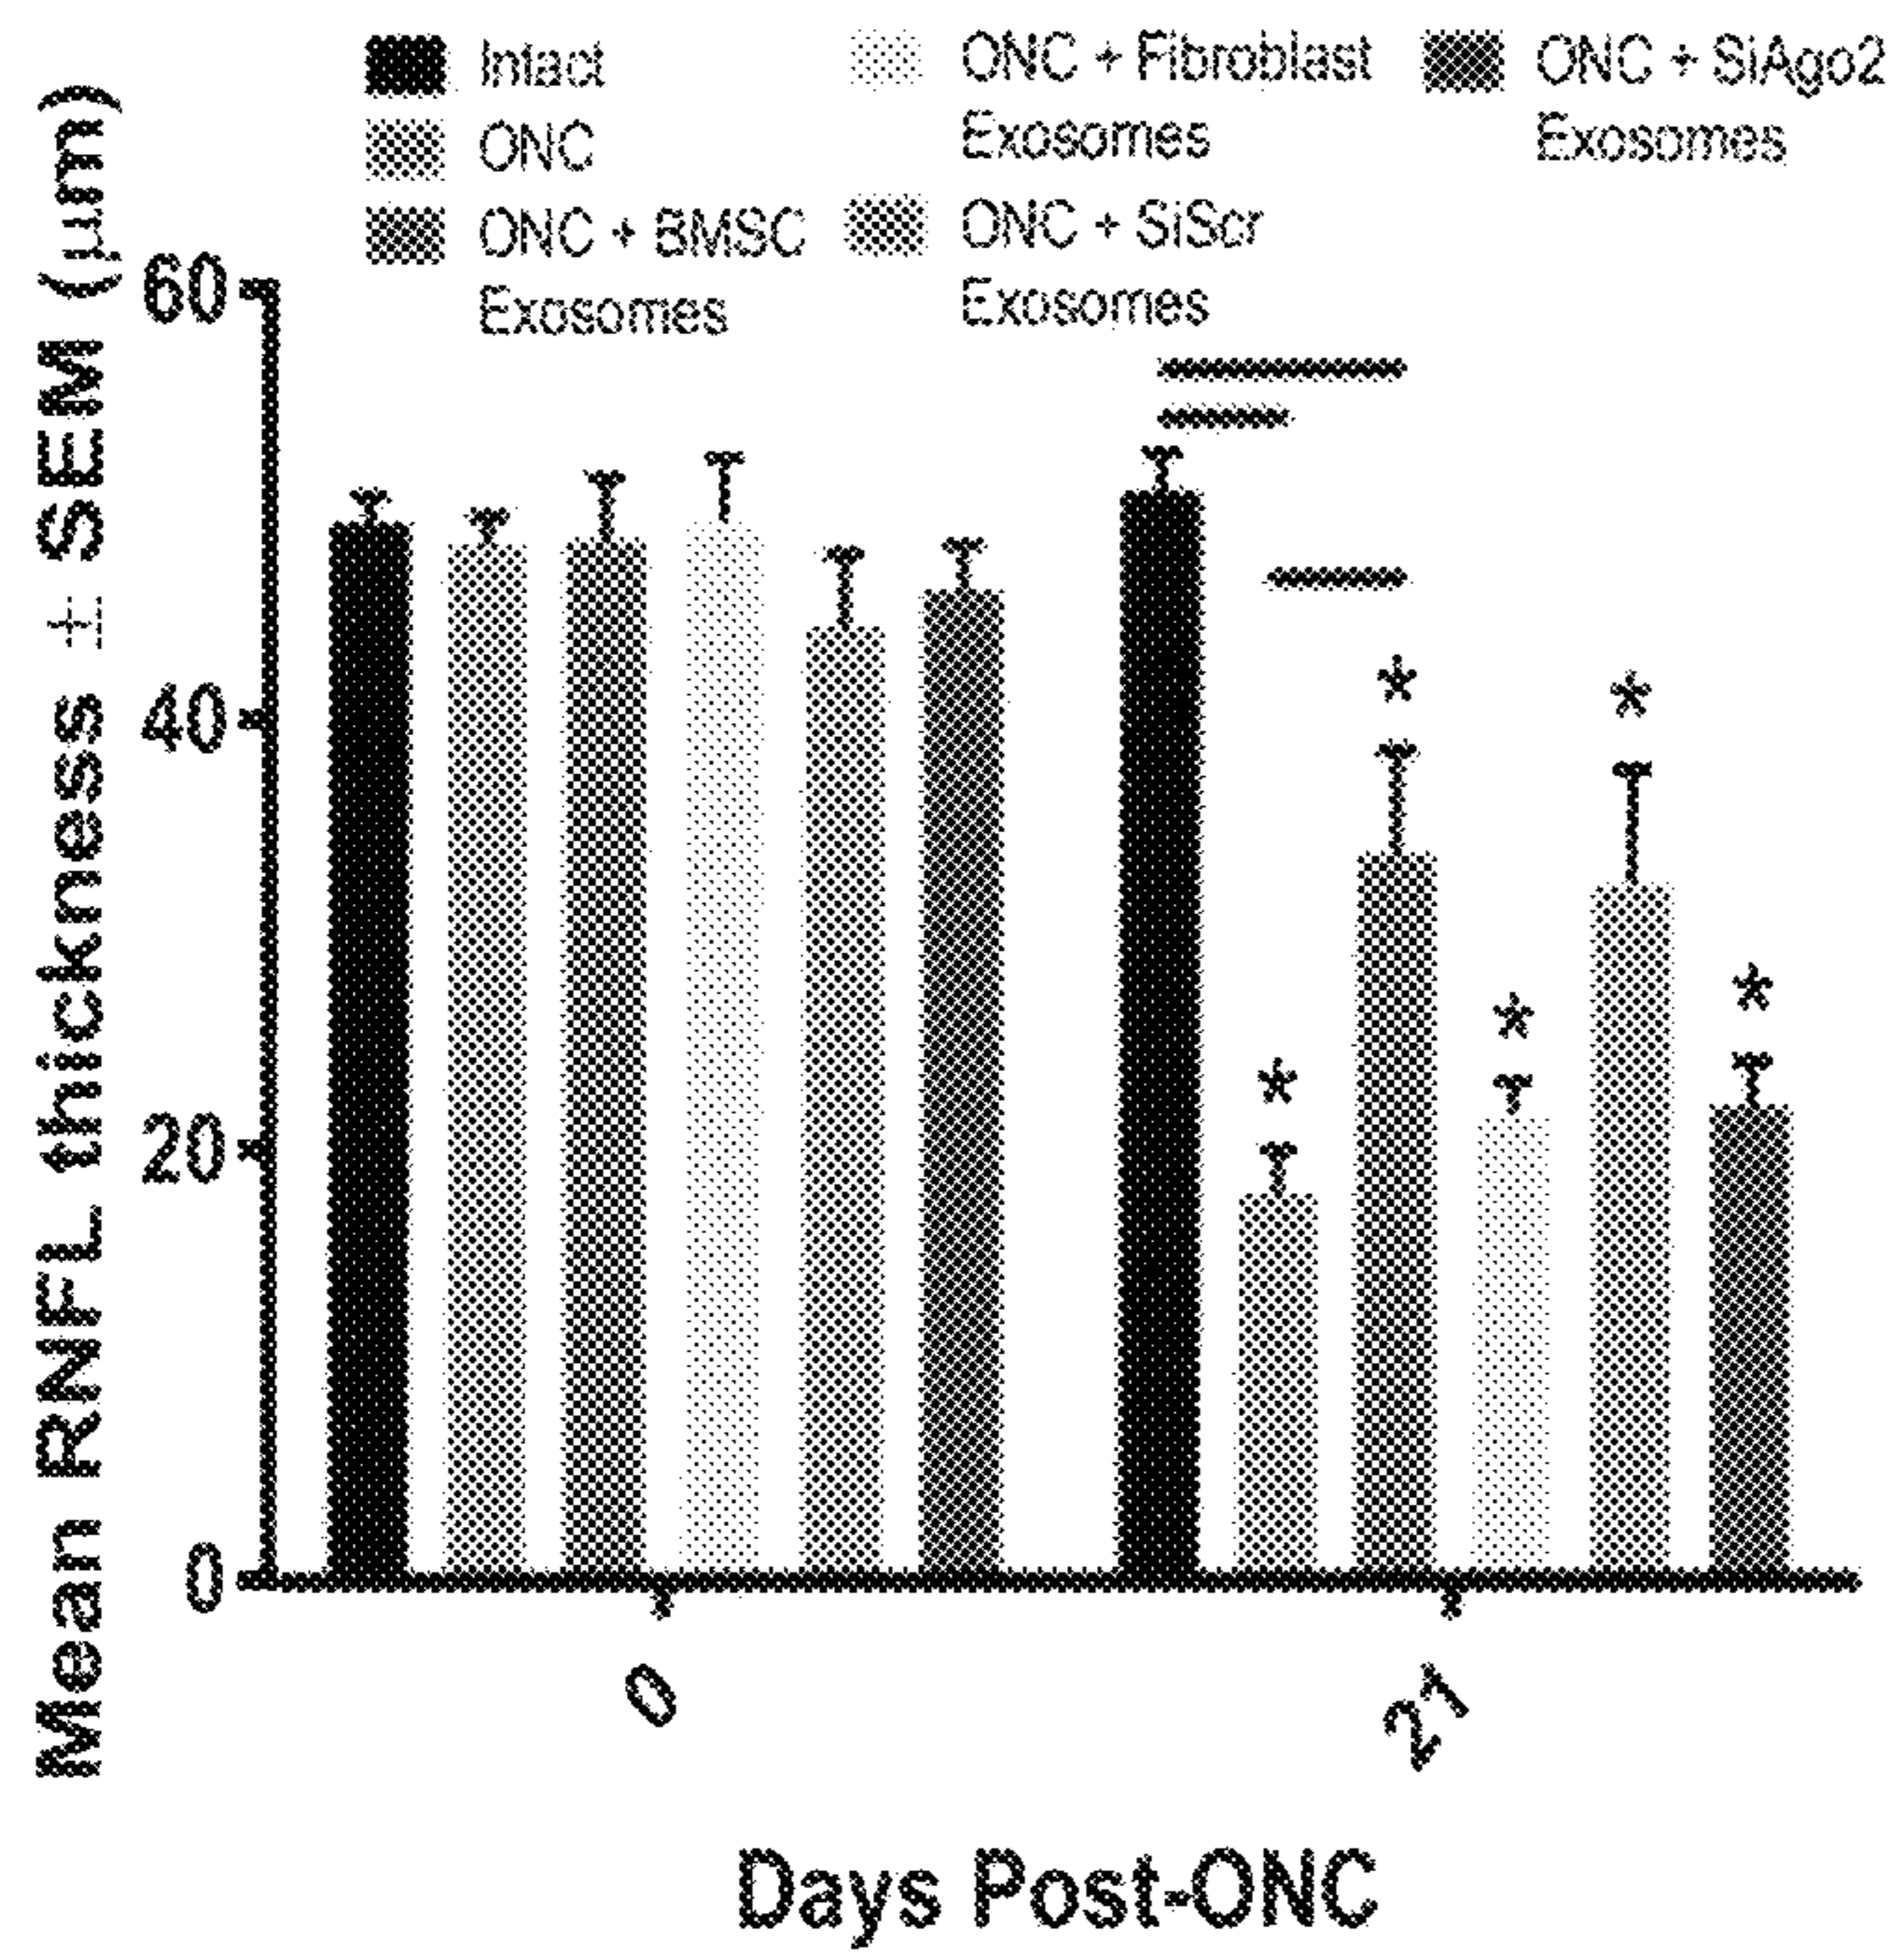 Intact
ONC
ONC + BMSC
Exosomes
ONC + Fibroblast
Exosomes
ONC + SiScr
Exosomes
ONC + SiAgo2
Exosomes
Mean RNFL thickness ± SEM (μm)
60
40
20
0
*
*
*
*
*
0
21
Days Post-ONC